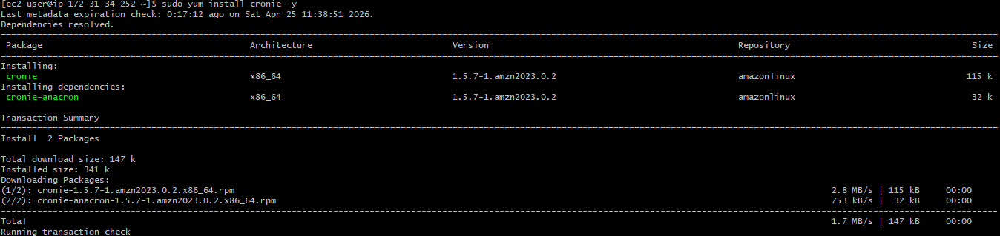 [ec2-user@ip-172-31-34-252 ~]$ sudo yum install cronie -y
Last metadata expiration check: 0:17:12 ago on Sat Apr 25 11:38:51 2026.
Dependencies resolved.
================================================================================
 Package                    Architecture          Version                    Repository          Size
================================================================================
Installing:
 cronie                     x86_64                1.5.7-1.amzn2023.0.2       amazonlinux        115 k
Installing dependencies:
 cronie-anacron             x86_64                1.5.7-1.amzn2023.0.2       amazonlinux         32 k

Transaction Summary
================================================================================
Install  2 Packages

Total download size: 147 k
Installed size: 341 k
Downloading Packages:
(1/2): cronie-1.5.7-1.amzn2023.0.2.x86_64.rpm                    2.8 MB/s | 115 kB     00:00
(2/2): cronie-anacron-1.5.7-1.amzn2023.0.2.x86_64.rpm            753 kB/s |  32 kB     00:00
--------------------------------------------------------------------------------
Total                                                            1.7 MB/s | 147 kB     00:00
Running transaction check